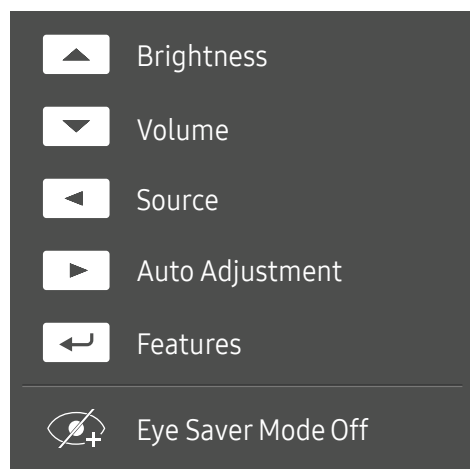 Brightness
Volume
Source
Auto Adjustment
Features
Eye Saver Mode Off